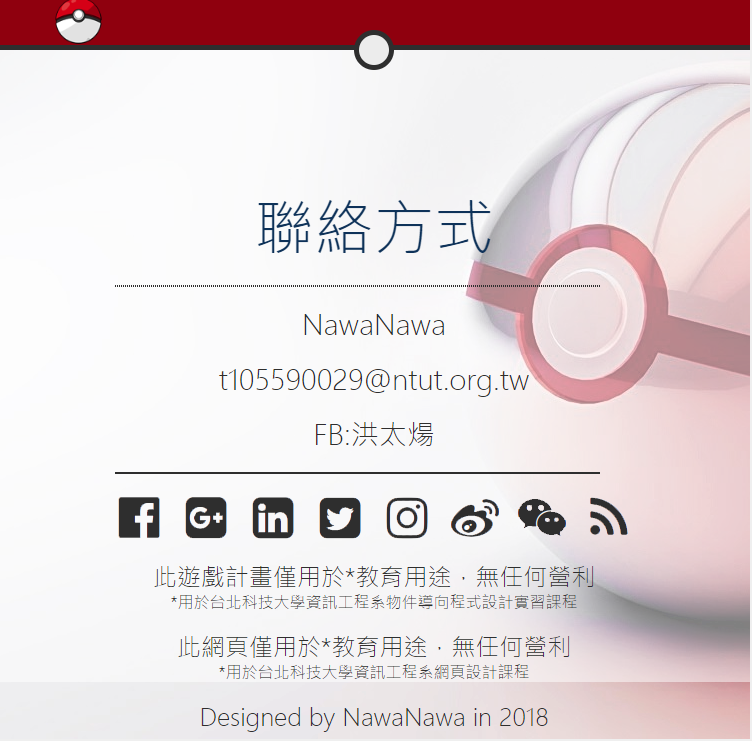 聯絡方式
NawaNawa
t105590029@ntut.org.tw
FB:洪太煬
此遊戲計畫僅用於*教育用途，無任何營利
*用於台北科技大學資訊工程系物件導向程式設計實習課程
此網頁僅用於*教育用途，無任何營利
*用於台北科技大學資訊工程系網頁設計課程
Designed by NawaNawa in 2018